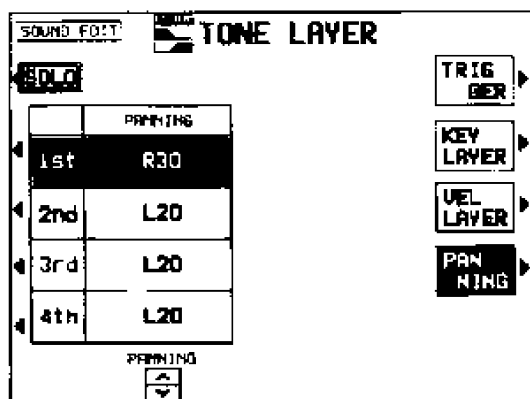 SOUND EDIT
TONE LAYER
SOLO
TRIG
GER
PANNING
1st R30
KEY
LAYER
2nd L20
VEL
LAYER
3rd L20
PAN
NING
4th L20
PANNING